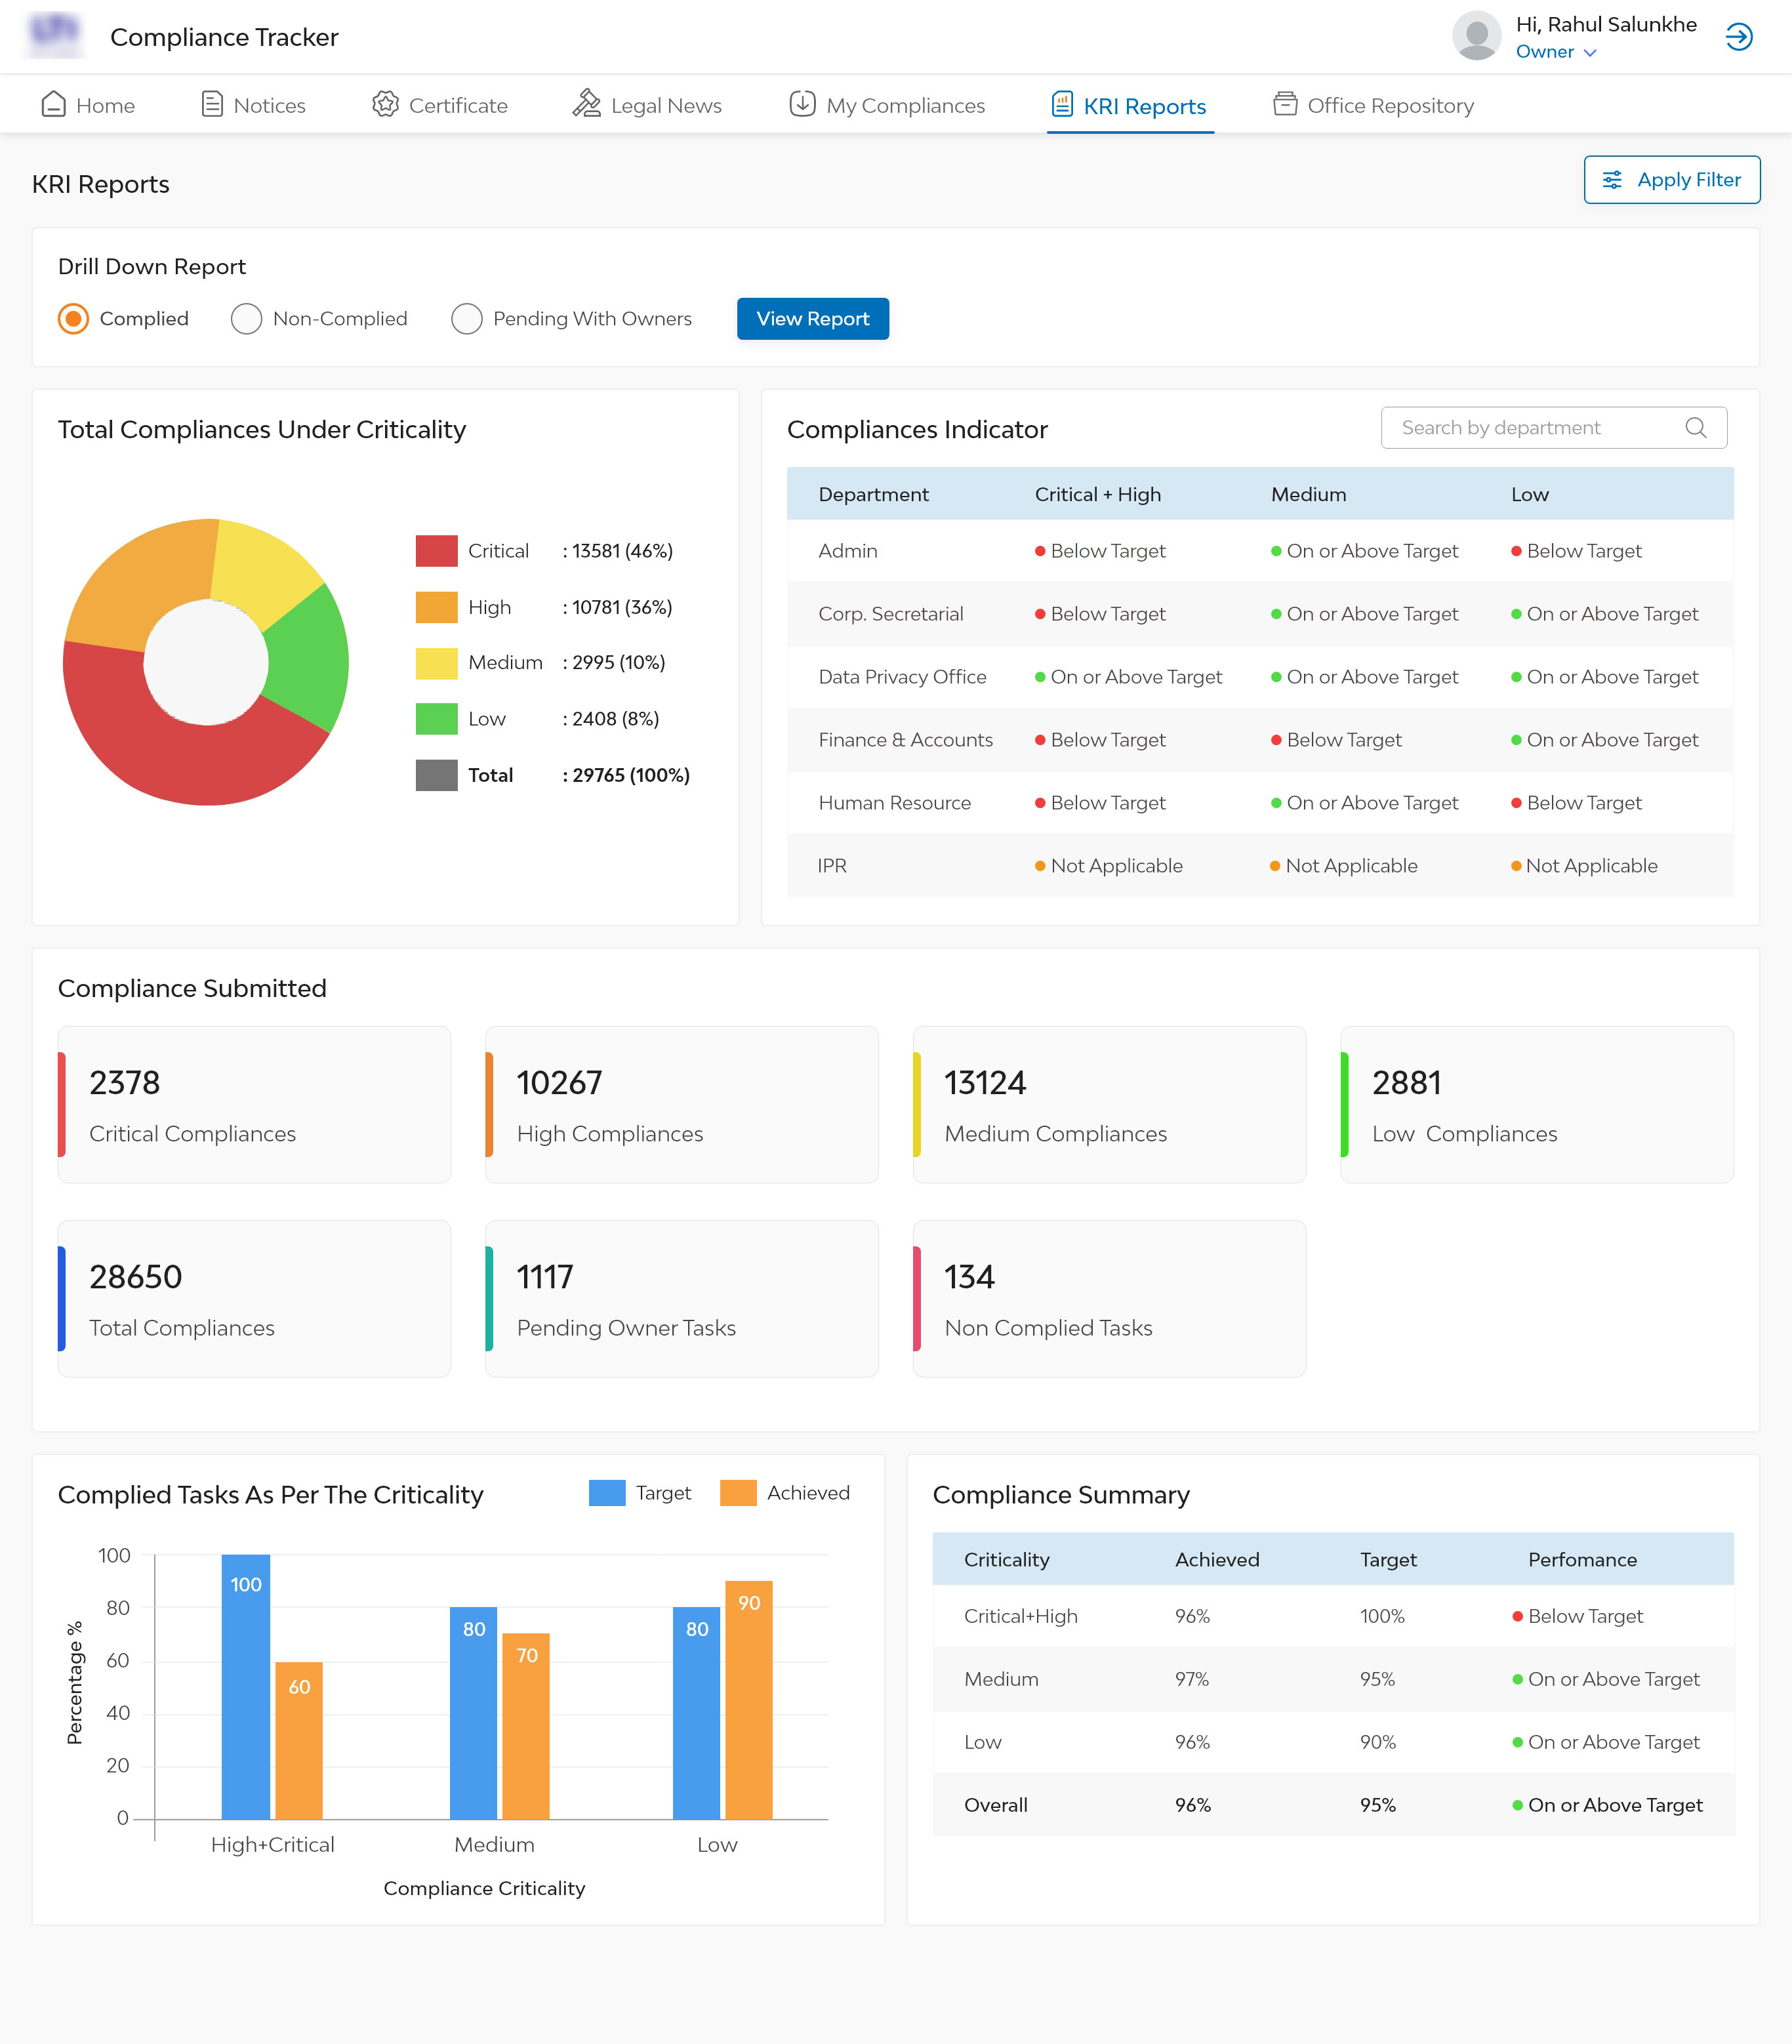 Compliance Tracker
Hi, Rahul Salunkhe
Owner
Home Notices Certificate Legal News My Compliances KRI Reports Office Repository
KRI Reports
Apply Filter
Drill Down Report
Complied Non-Complied Pending With Owners View Report
Total Compliances Under Criticality
Critical : 13581 (46%)
High : 10781 (36%)
Medium : 2995 (10%)
Low : 2408 (8%)
Total : 29765 (100%)
Compliances Indicator
Search by department
Department Critical + High Medium Low
Admin Below Target On or Above Target Below Target
Corp. Secretarial Below Target On or Above Target On or Above Target
Data Privacy Office On or Above Target On or Above Target On or Above Target
Finance & Accounts Below Target Below Target On or Above Target
Human Resource Below Target On or Above Target Below Target
IPR Not Applicable Not Applicable Not Applicable
Compliance Submitted
2378
Critical Compliances
10267
High Compliances
13124
Medium Compliances
2881
Low Compliances
28650
Total Compliances
1117
Pending Owner Tasks
134
Non Complied Tasks
Complied Tasks As Per The Criticality
Target Achieved
Percentage %
100
80
60
40
20
0
100
60
80
70
80
90
High+Critical Medium Low
Compliance Criticality
Compliance Summary
Criticality Achieved Target Perfomance
Critical+High 96% 100% Below Target
Medium 97% 95% On or Above Target
Low 96% 90% On or Above Target
Overall 96% 95% On or Above Target